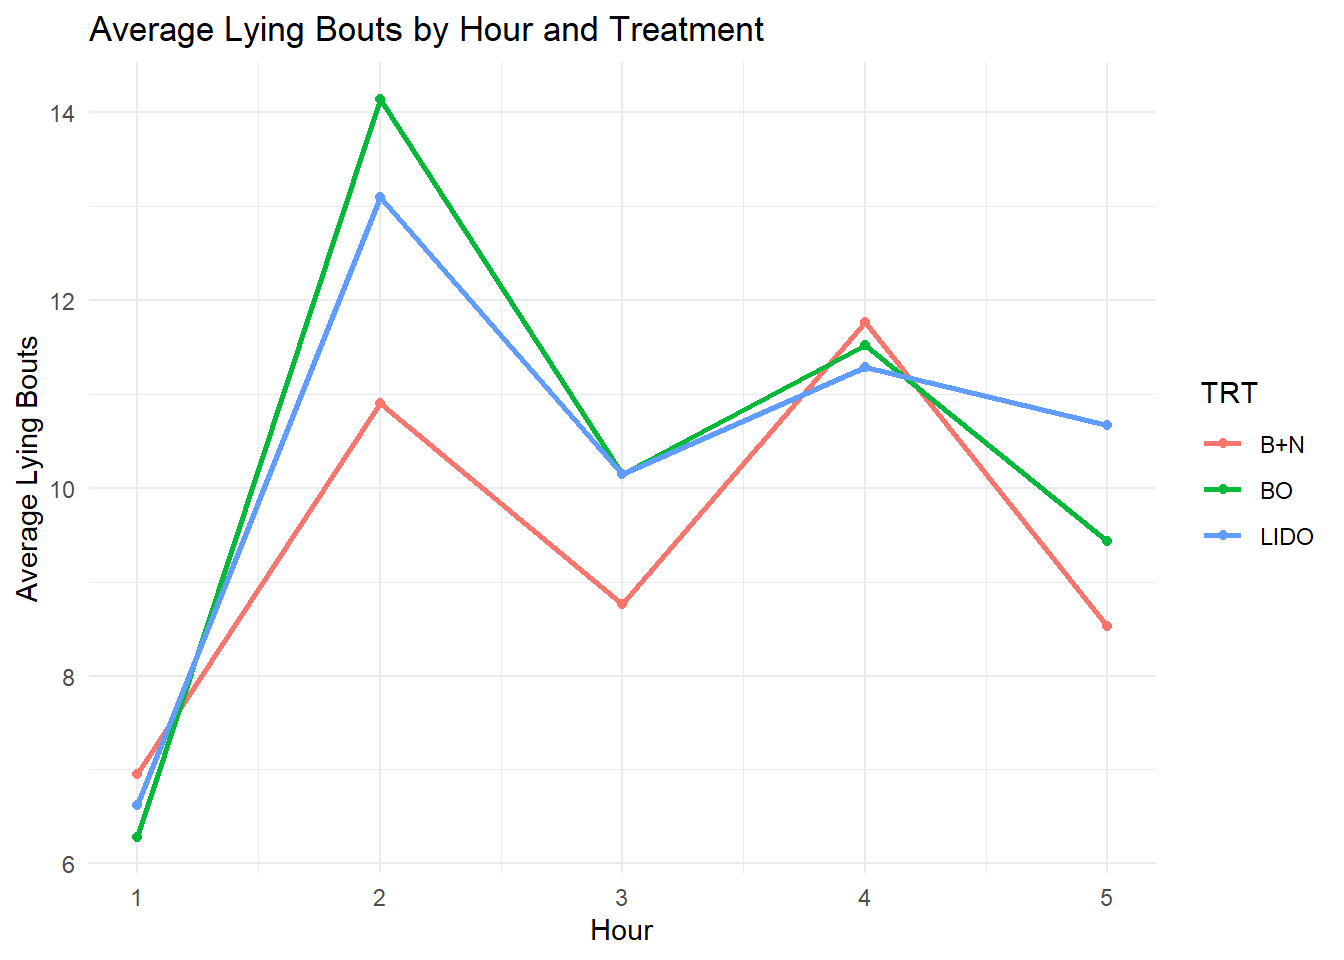 Average Lying Bouts by Hour and Treatment
Average Lying Bouts
14
12
10
8
6
1 2 3 4 5
Hour
TRT
B+N
BO
LIDO